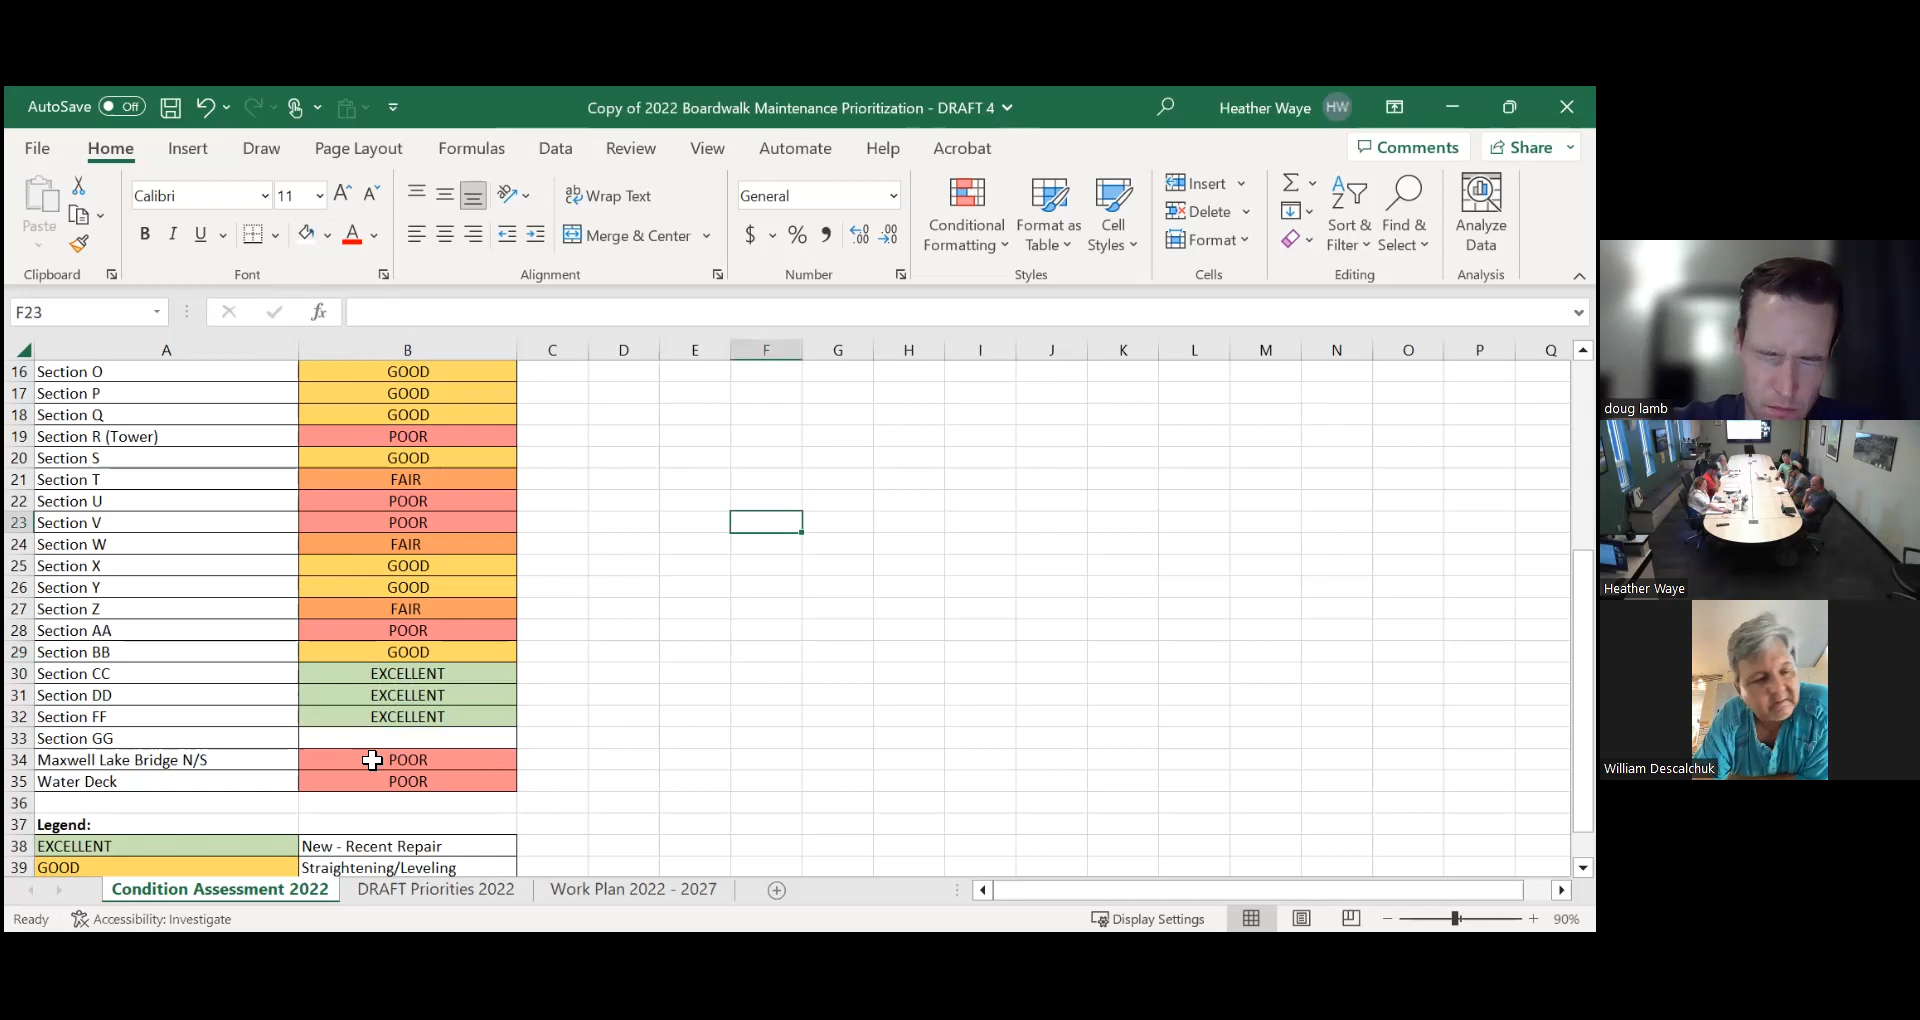 AutoSave Off Copy of 2022 Boardwalk Maintenance Prioritization - DRAFT 4 Heather Waye HW
File Home Insert Draw Page Layout Formulas Data Review View Automate Help Acrobat Comments Share
Paste Calibri 11 Wrap Text General Conditional Formatting Format as Table Cell Styles Insert Delete Format Sort & Filter Find & Select Analyze Data
B I U A Merge & Center $ %
Clipboard Font Alignment Number Styles Cells Editing Analysis
F23 fx
A B C D E F G H I J K L M N O P Q
16 Section O GOOD
17 Section P GOOD
18 Section Q GOOD
19 Section R (Tower) POOR
20 Section S GOOD
21 Section T FAIR
22 Section U POOR
23 Section V POOR
24 Section W FAIR
25 Section X GOOD
26 Section Y GOOD
27 Section Z FAIR
28 Section AA POOR
29 Section BB GOOD
30 Section CC EXCELLENT
31 Section DD EXCELLENT
32 Section FF EXCELLENT
33 Section GG
34 Maxwell Lake Bridge N/S POOR
35 Water Deck POOR
36
37 Legend:
38 EXCELLENT New - Recent Repair
39 GOOD Straightening/Leveling
Condition Assessment 2022 DRAFT Priorities 2022 Work Plan 2022 - 2027
Ready Accessibility: Investigate Display Settings 90%
doug lamb
Heather Waye
William Descalchuk